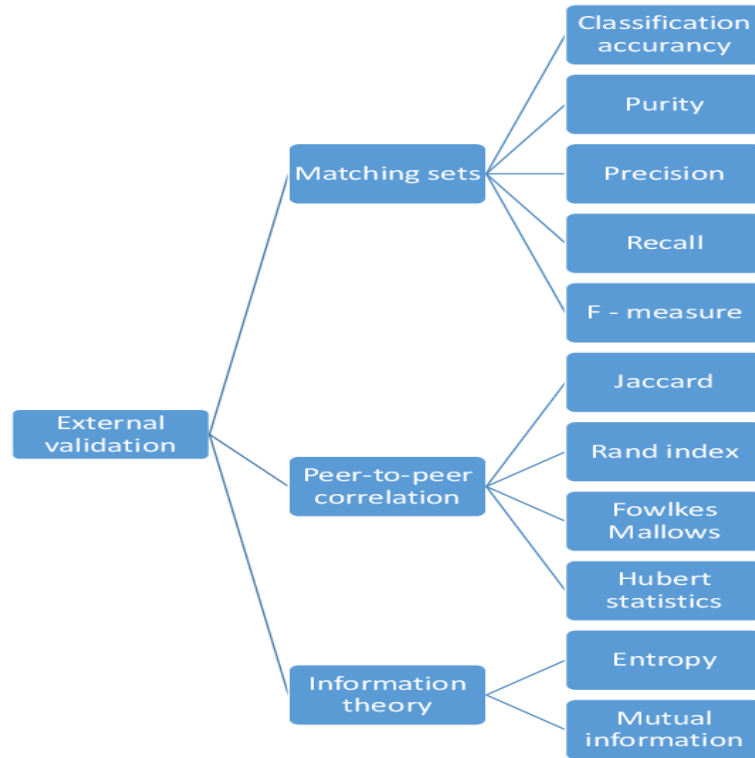 Classification
accurancy
Purity
Matching sets
Precision
Recall
F - measure
Jaccard
External
validation
Rand index
Peer-to-peer
correlation
Fowlkes
Mallows
Hubert
statistics
Entropy
Information
theory
Mutual
information